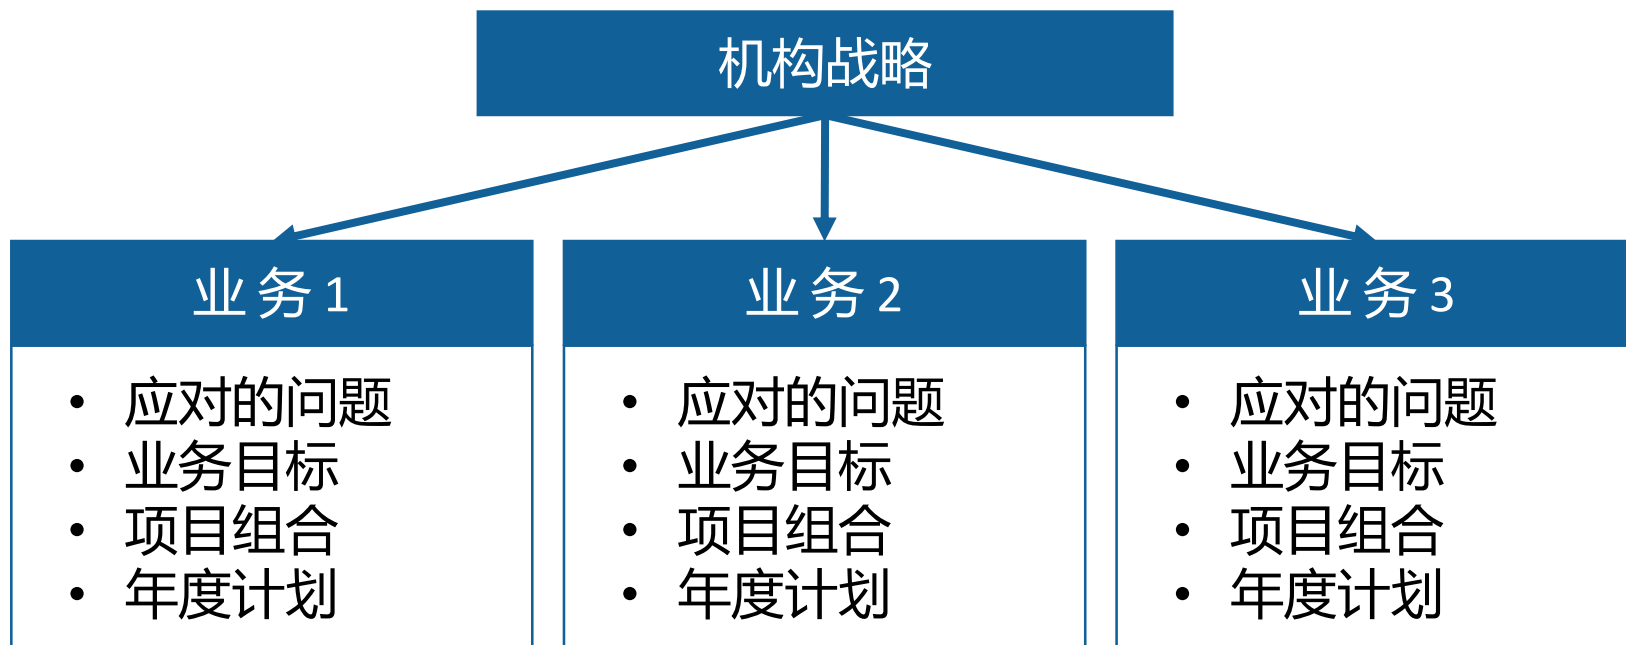 机构战略
业务1
业务2
业务3
• 应对的问题
• 业务目标
• 项目组合
• 年度计划
• 应对的问题
• 业务目标
• 项目组合
• 年度计划
• 应对的问题
• 业务目标
• 项目组合
• 年度计划